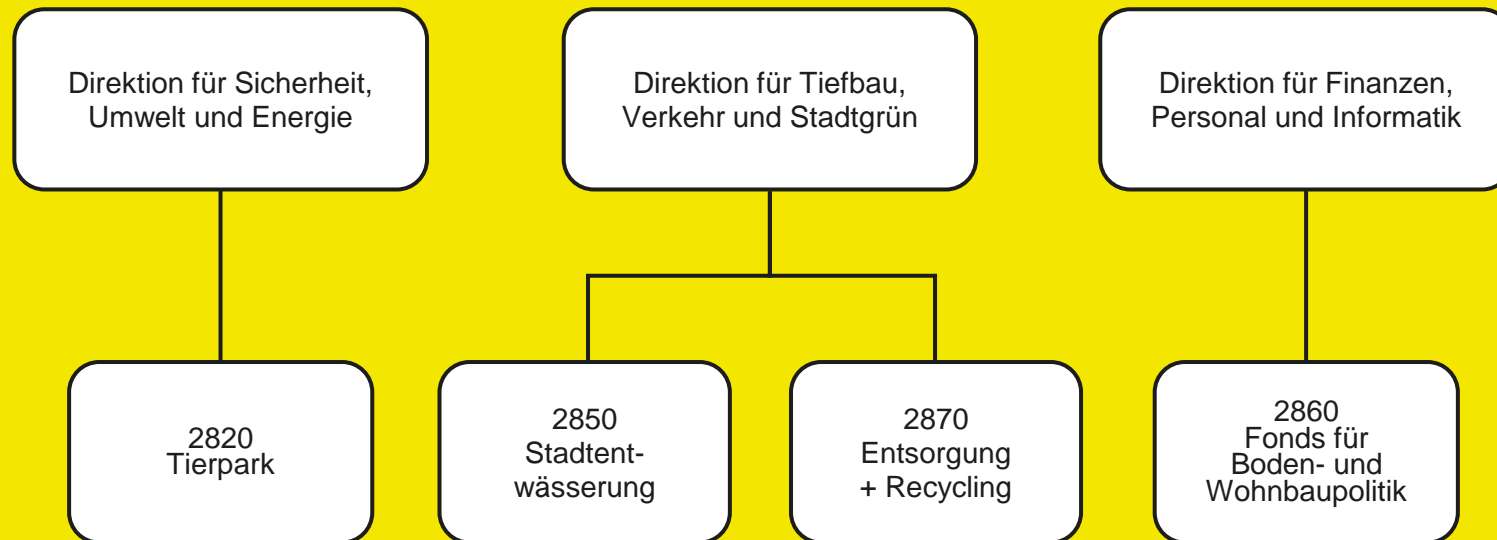 Direktion für Sicherheit,
Umwelt und Energie
Direktion für Tiefbau,
Verkehr und Stadtgrün
Direktion für Finanzen,
Personal und Informatik
2820
Tierpark
2850
Stadtent-
wässerung
2870
Entsorgung
+ Recycling
2860
Fonds für
Boden- und
Wohnbaupolitik